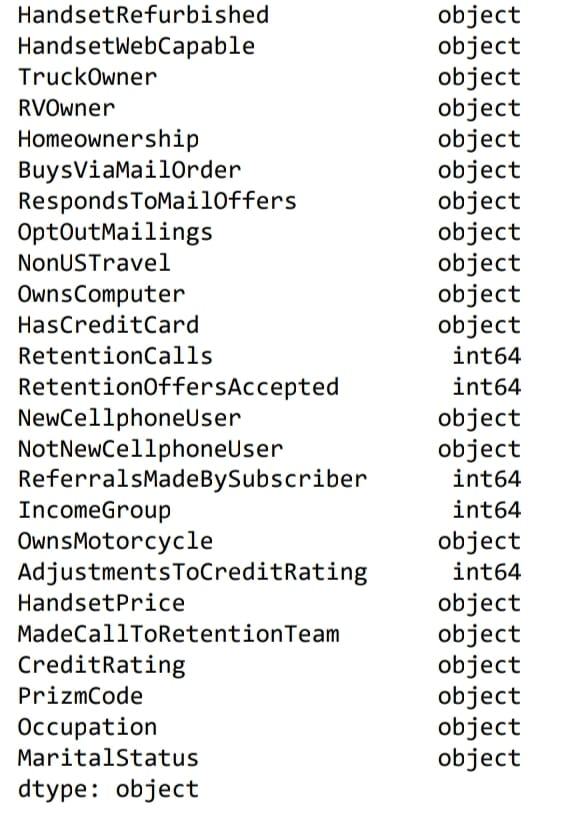 HandsetRefurbished object
HandsetWebCapable object
TruckOwner object
RVOwner object
Homeownership object
BuysViaMailOrder object
RespondsToMailOffers object
OptOutMailings object
NonUSTravel object
OwnsComputer object
HasCreditCard object
RetentionCalls int64
RetentionOffersAccepted int64
NewCellphoneUser object
NotNewCellphoneUser object
ReferralsMadeBySubscriber int64
IncomeGroup int64
OwnsMotorcycle object
AdjustmentsToCreditRating int64
HandsetPrice object
MadeCallToRetentionTeam object
CreditRating object
PrizmCode object
Occupation object
MaritalStatus object
dtype: object